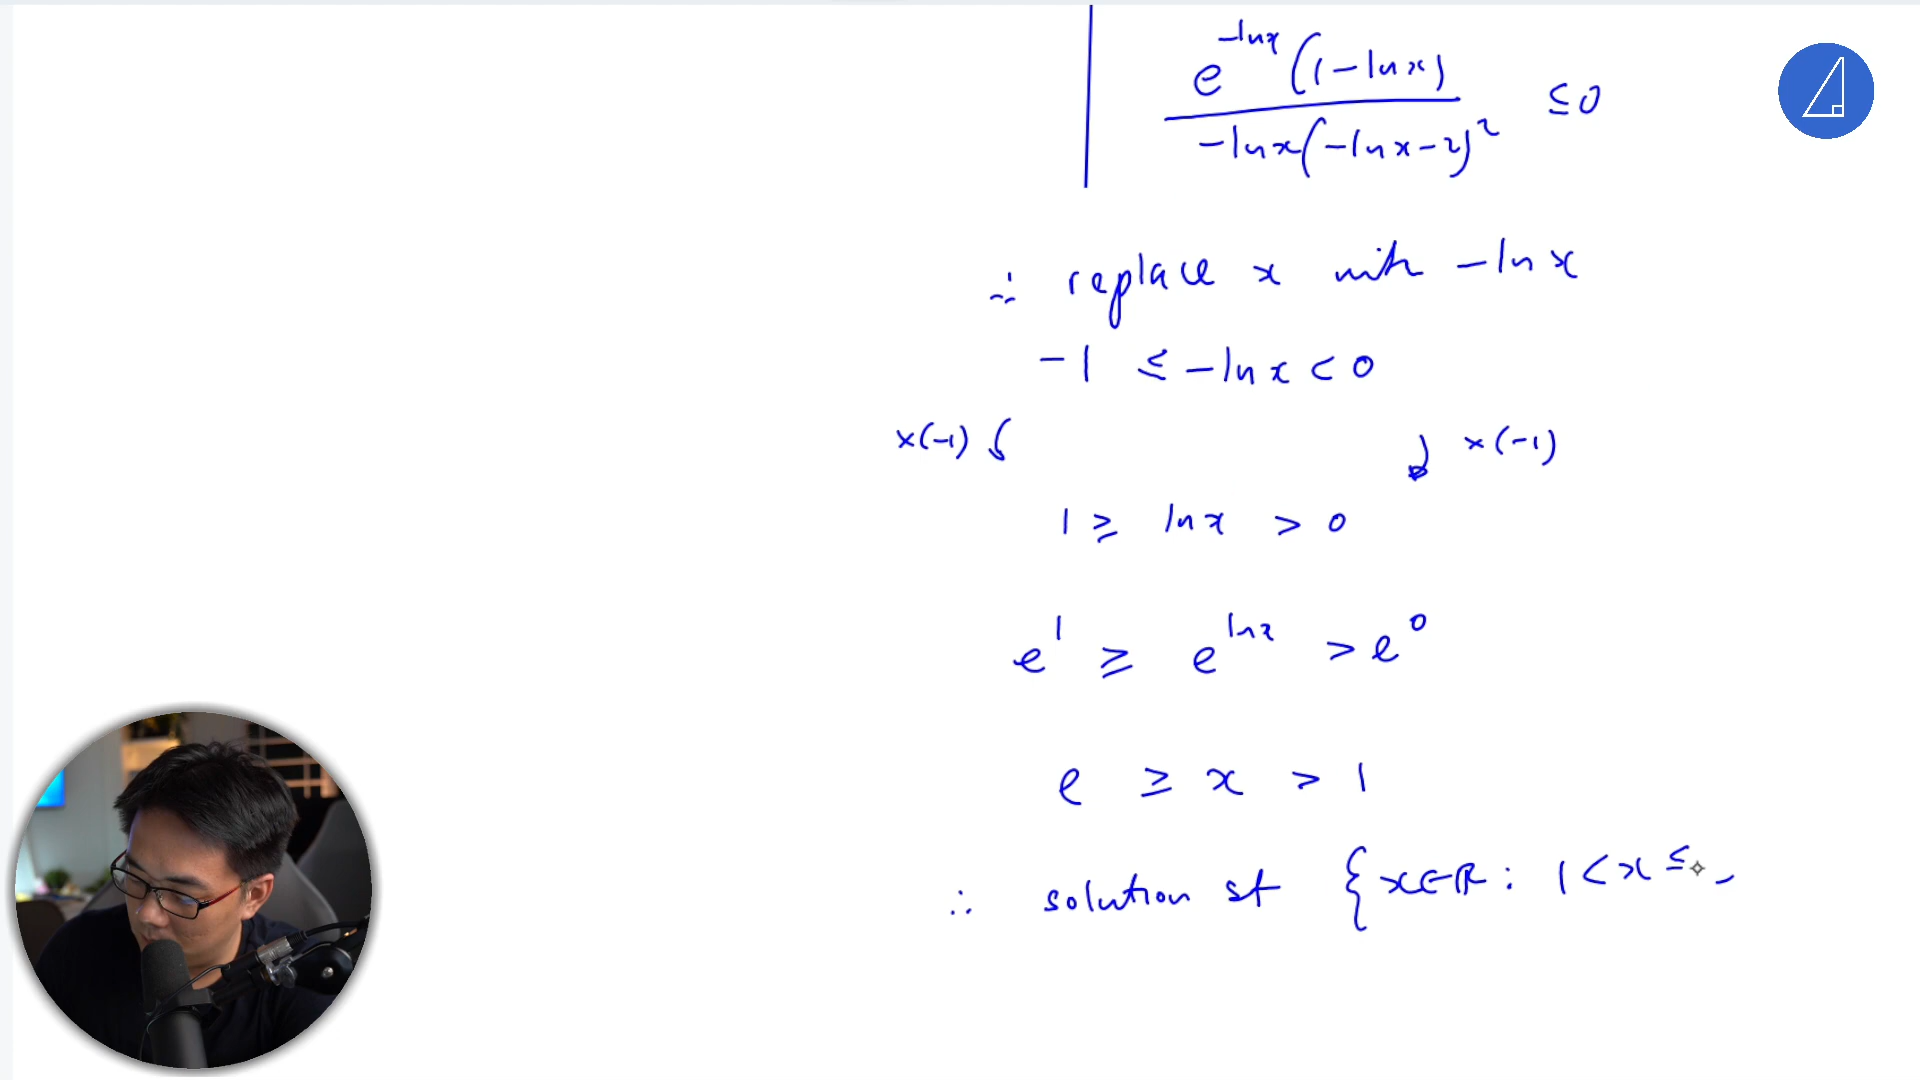 e^{-ln x}(1-ln x) / -ln x(-ln x-2)^2 ≤ 0
∴ replace x with -ln x
-1 ≤ -ln x < 0
x(-1) x(-1)
1 ≥ ln x > 0
e^1 ≥ e^{ln x} > e^0
e ≥ x > 1
∴ solution st {x∈ℝ: 1<x≤